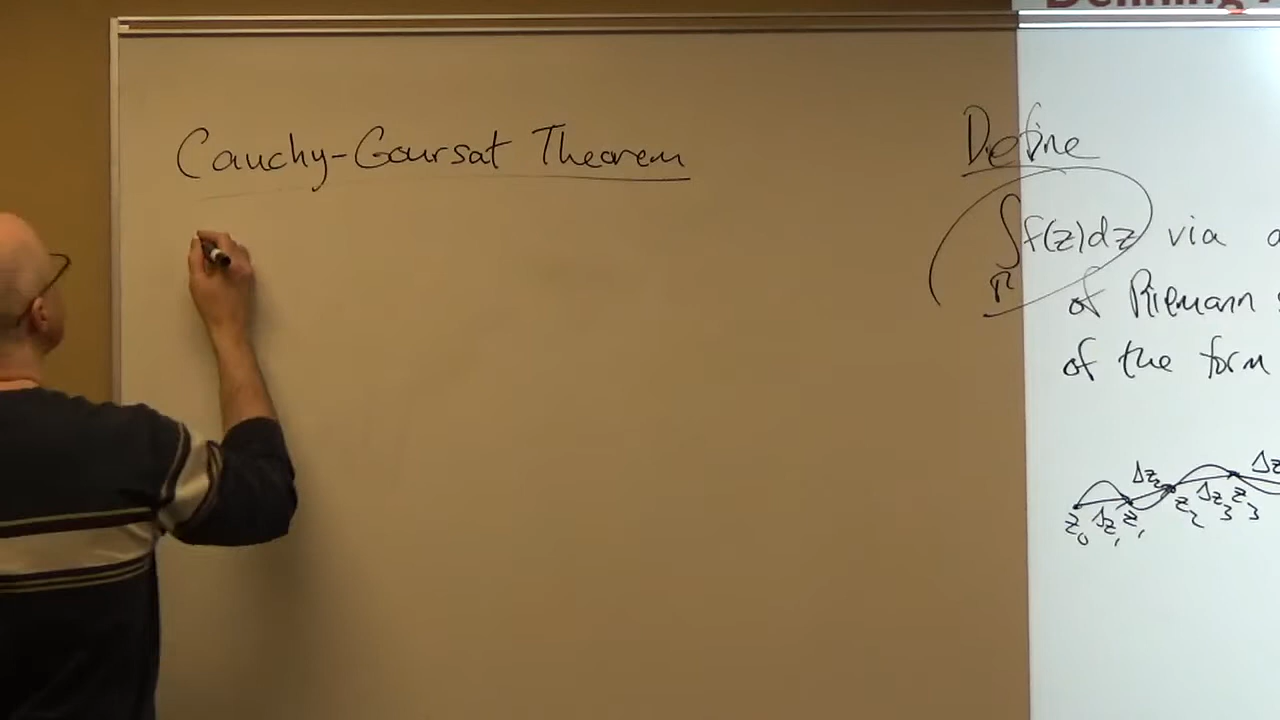 Cauchy-Goursat Theorem
Define
∫f(z)dz via
Γ
of Riemann
of the form
Δz₂ Δz
z₀ Δz₁ z₁ z₂ Δz₃ z₃